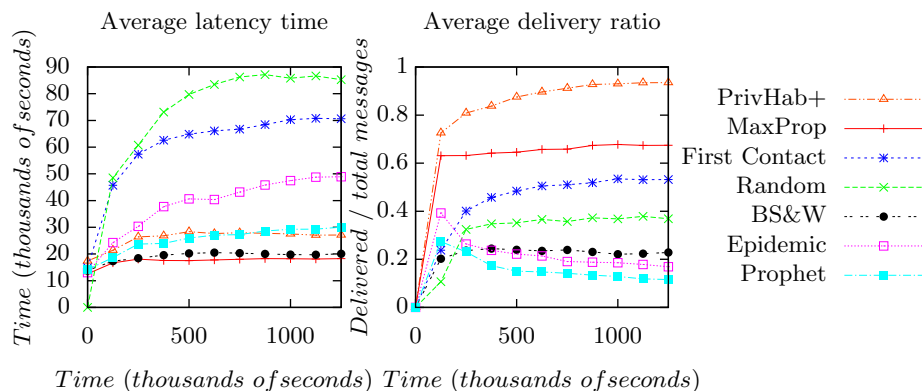 Average latency time
Average delivery ratio
Time (thousands of seconds)
90
80
70
60
50
40
30
20
10
0
0
500
1000
Time (thousands of seconds)
Delivered / total messages
1
0.8
0.6
0.4
0.2
0
0
500
1000
Time (thousands of seconds)
PrivHab+
MaxProp
First Contact
Random
BS&W
Epidemic
Prophet